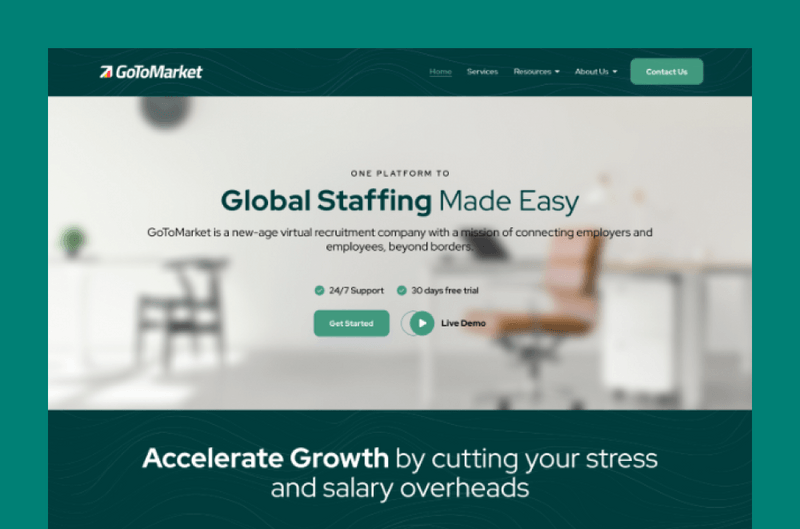 GoToMarket
Home Services Resources About Us Contact Us
ONE PLATFORM TO
Global Staffing Made Easy
GoToMarket is a new-age virtual recruitment company with a mission of connecting employers and
employees, beyond borders.
24/7 Support 30 days free trial
Get Started Live Demo
Accelerate Growth by cutting your stress
and salary overheads